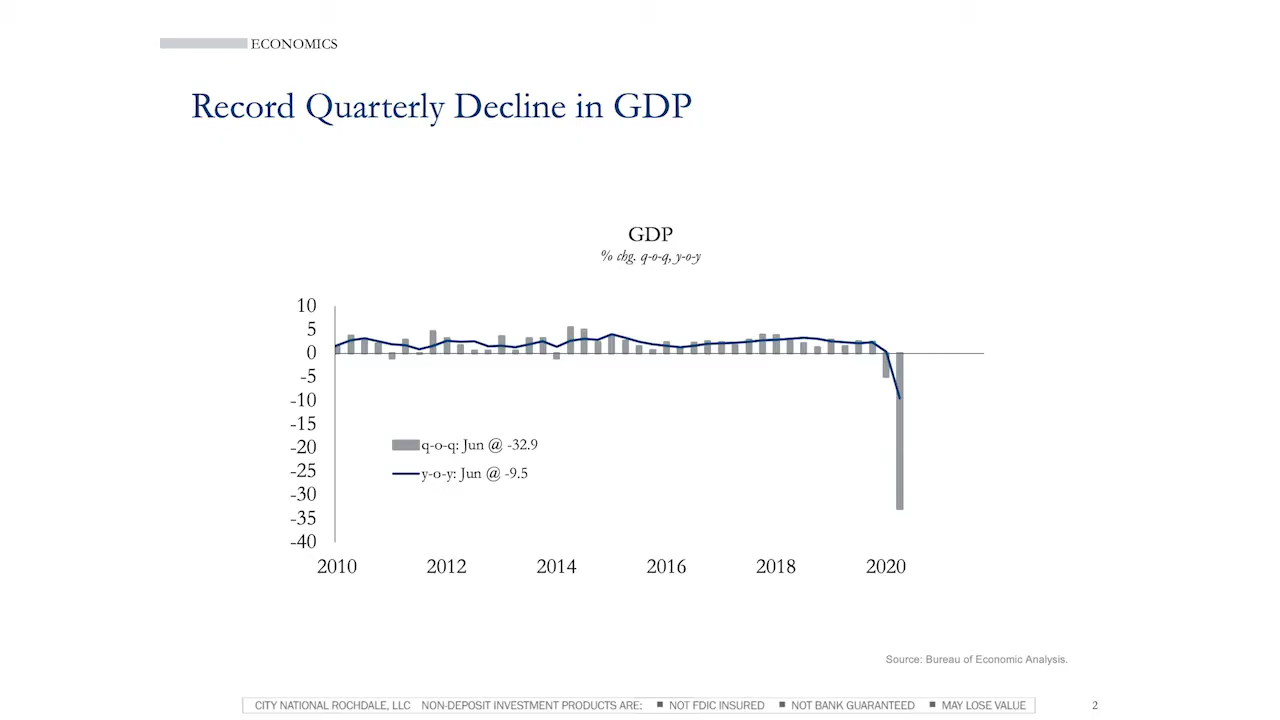 ECONOMICS
Record Quarterly Decline in GDP
GDP
% chg. q-o-q, y-o-y
10
5
0
-5
-10
-15
-20
-25
-30
-35
-40
q-o-q: Jun @ -32.9
y-o-y: Jun @ -9.5
2010 2012 2014 2016 2018 2020
Source: Bureau of Economic Analysis.
CITY NATIONAL ROCHDALE, LLC NON-DEPOSIT INVESTMENT PRODUCTS ARE: ■ NOT FDIC INSURED ■ NOT BANK GUARANTEED ■ MAY LOSE VALUE 2